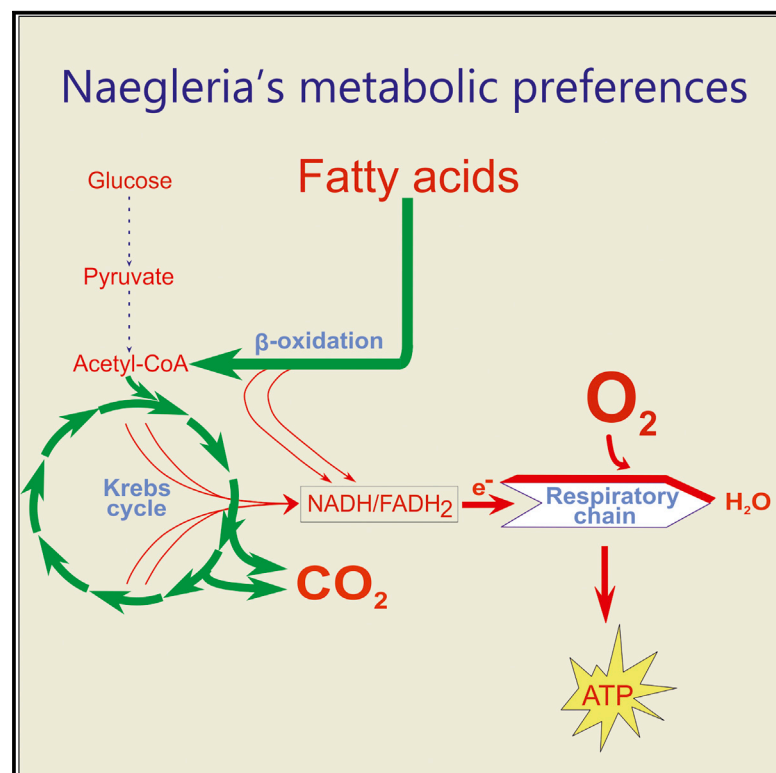 Naegleria's metabolic preferences
Glucose
Fatty acids
Pyruvate
β-oxidation
Acetyl-CoA
O₂
Krebs
cycle
NADH/FADH₂
e⁻
Respiratory
chain
H₂O
CO₂
ATP